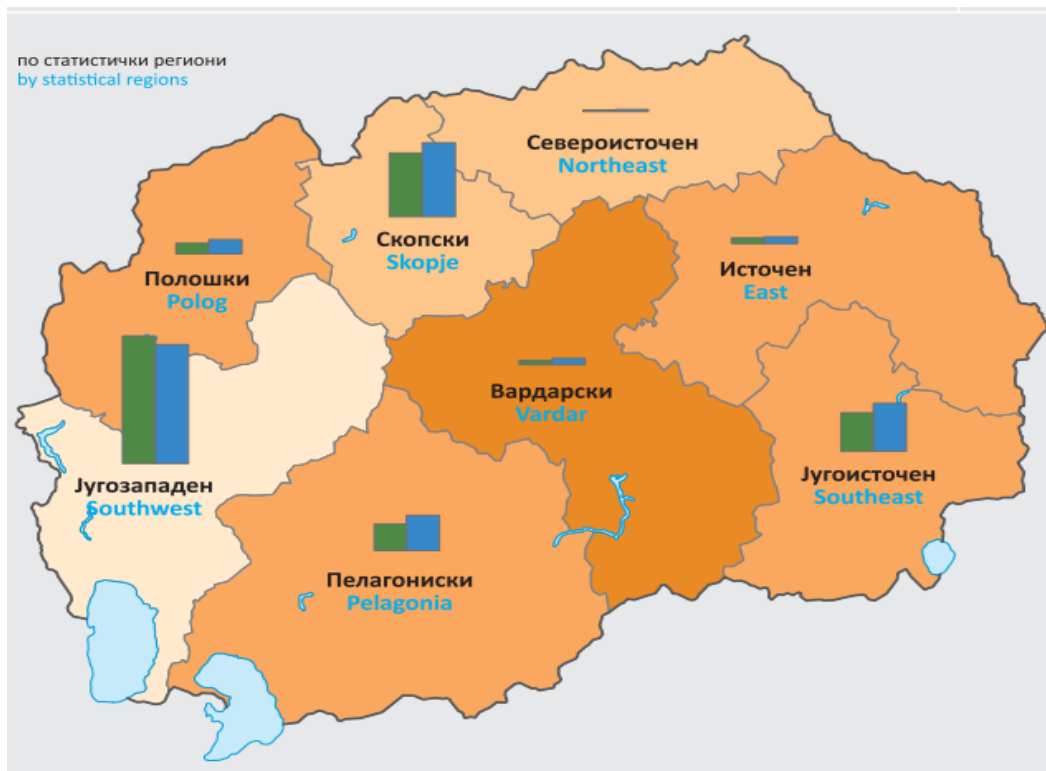 по статистички региони
by statistical regions
Североисточен
Northeast
Скопски
Skopje
Полошки
Polog
Источен
East
Вардарски
Vardar
Југозападен
Southwest
Југоисточен
Southeast
Пелагониски
Pelagonia